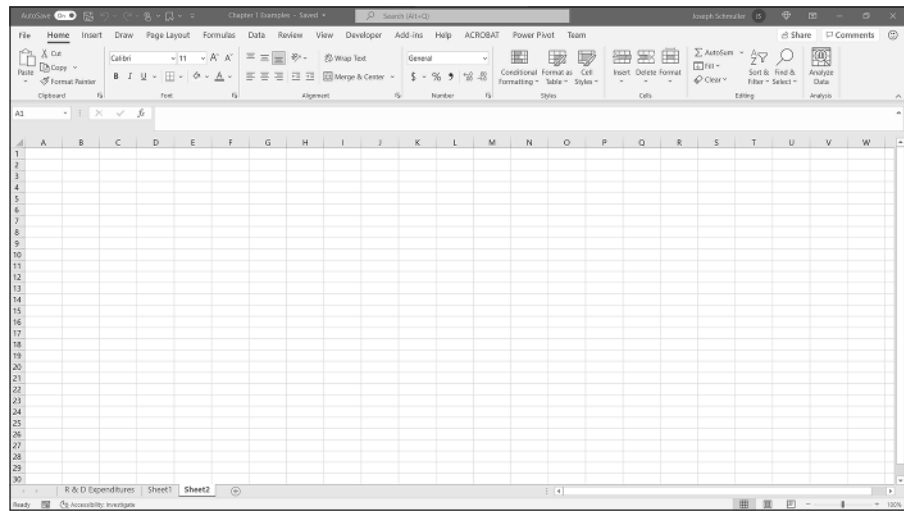 AutoSave On Chapter 1 Examples - Saved Search (Alt+Q) Joseph Schmuller JS
File Home Insert Draw Page Layout Formulas Data Review View Developer Add-ins Help ACROBAT Power Pivot Team Share Comments
Paste Cut Copy Format Painter
Calibri 11 B I U A A A
Wrap Text Merge & Center
General $ % 9
Conditional Formatting Format as Table Cell Styles
Insert Delete Format
AutoSum Fill Clear Sort & Filter Find & Select
Analyze Data
Clipboard Font Alignment Number Styles Cells Editing Analysis
A1 fx
A B C D E F G H I J K L M N O P Q R S T U V W
1
2
3
4
5
6
7
8
9
10
11
12
13
14
15
16
17
18
19
20
21
22
23
24
25
26
27
28
29
30
R & D Expenditures Sheet1 Sheet2
Ready Accessibility: Investigate 100%